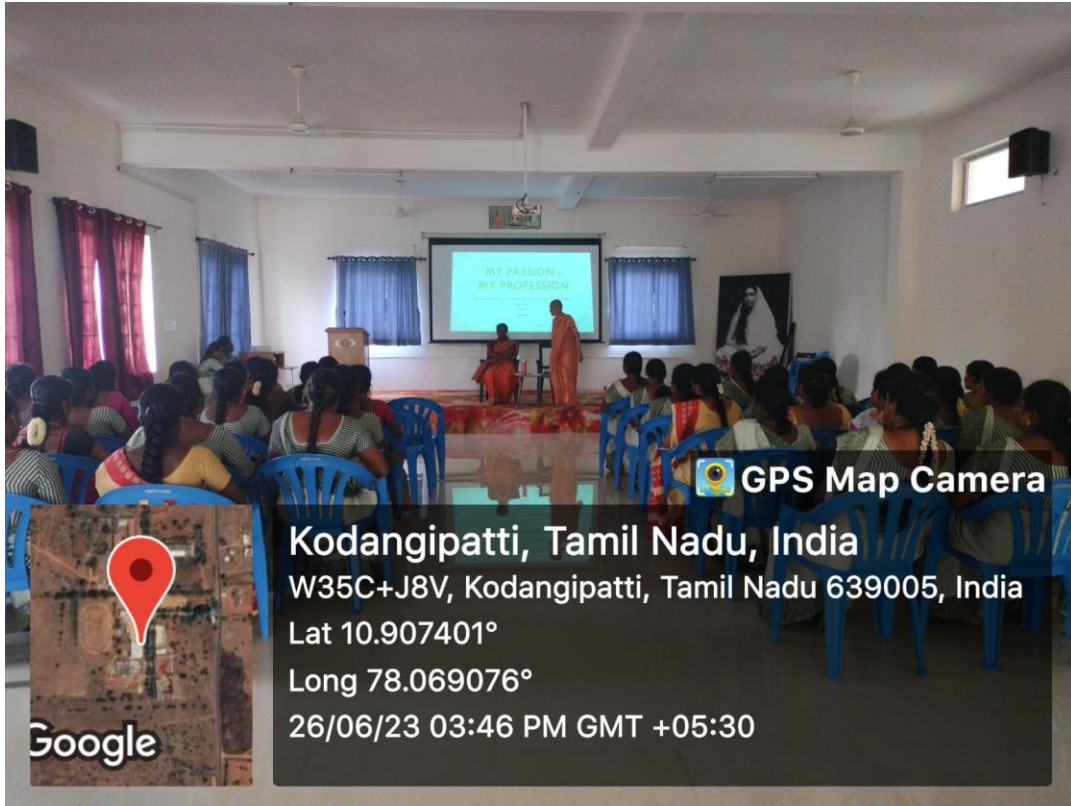 MY PASSION –
MY PROFESSION
GPS Map Camera
Kodangipatti, Tamil Nadu, India
W35C+J8V, Kodangipatti, Tamil Nadu 639005, India
Lat 10.907401°
Long 78.069076°
26/06/23 03:46 PM GMT +05:30
Google